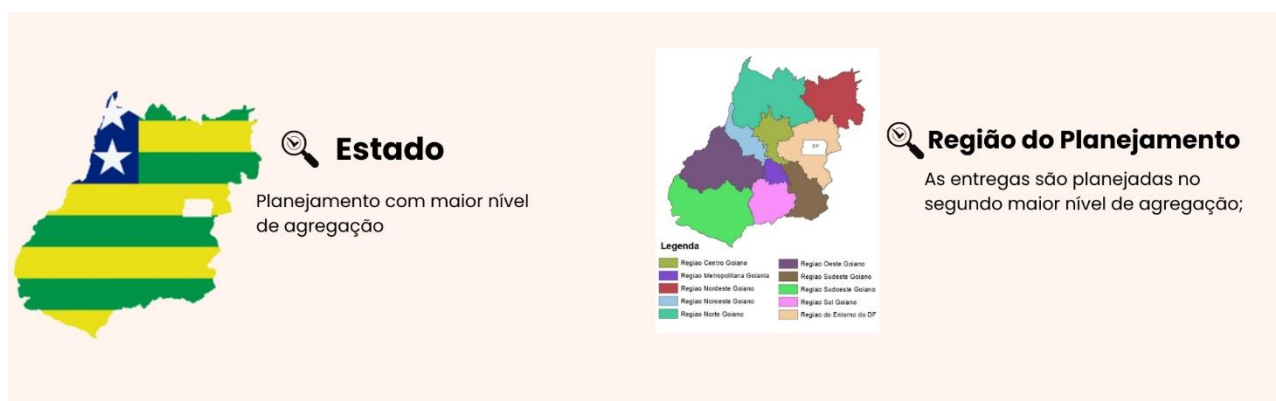 Estado
Planejamento com maior nível
de agregação
DF
Legenda
Regiao Centro Goiano
Regiao Metropolitana Goiania
Regiao Nordeste Goiano
Regiao Noroeste Goiano
Regiao Norte Goiano
Regiao Oeste Goiano
Regiao Sudeste Goiano
Regiao Sudoeste Goiano
Regiao Sul Goiano
Regiao do Entorno do DF
Região do Planejamento
As entregas são planejadas no
segundo maior nível de agregação;